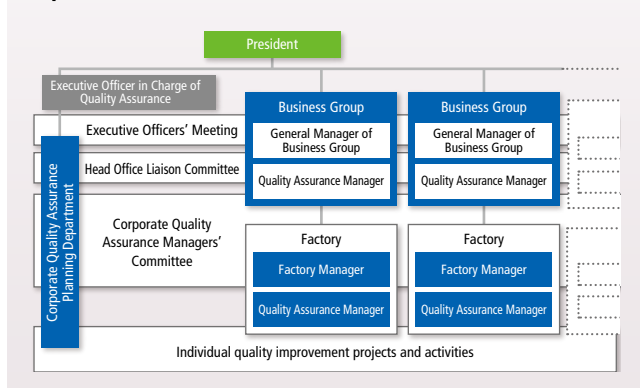 President
Executive Officer in Charge of
Quality Assurance
Corporate Quality Assurance
Planning Department
Executive Officers' Meeting
Head Office Liaison Committee
Corporate Quality
Assurance Managers'
Committee
Business Group
General Manager of
Business Group
Quality Assurance Manager
Factory
Factory Manager
Quality Assurance Manager
Business Group
General Manager of
Business Group
Quality Assurance Manager
Factory
Factory Manager
Quality Assurance Manager
Individual quality improvement projects and activities